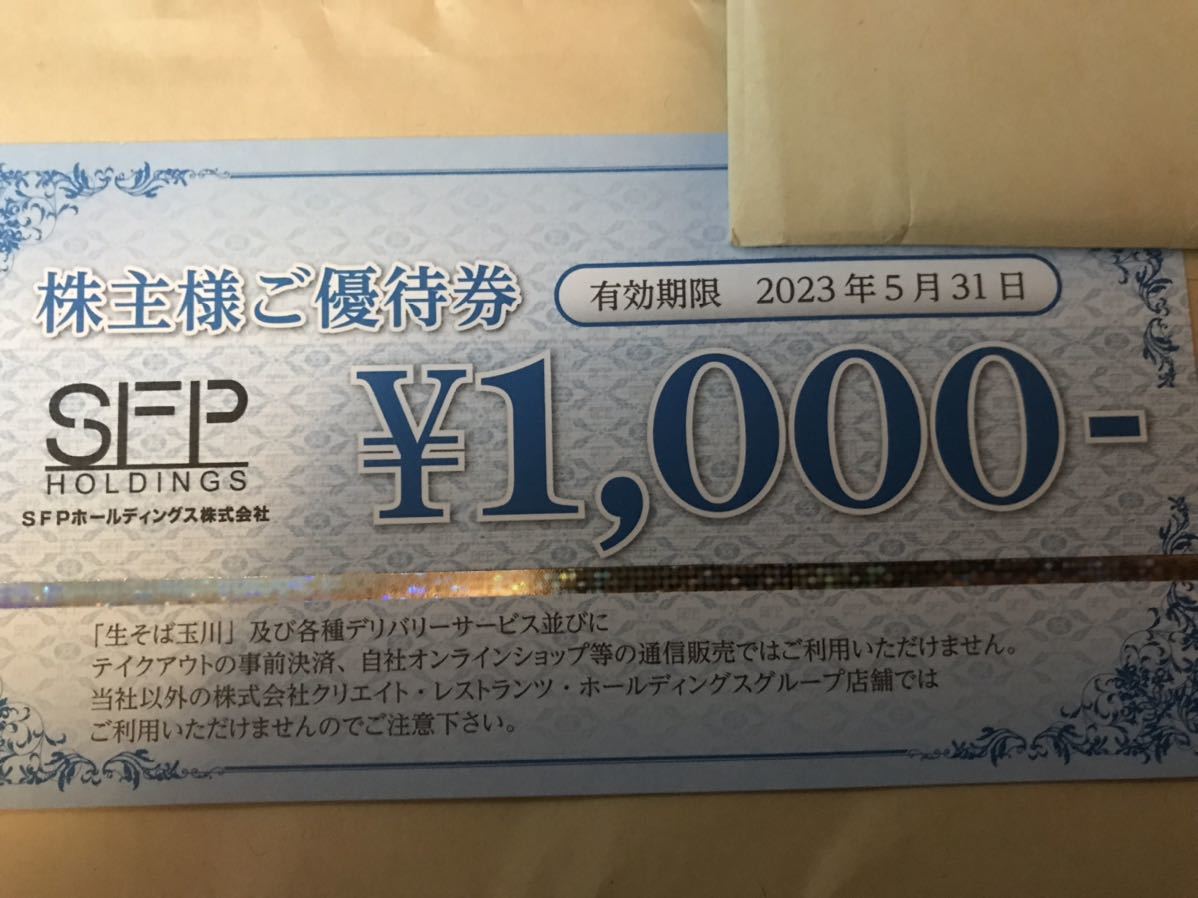 株主様ご優待券
有効期限 2023年5月31日
SFP
HOLDINGS
SFPホールディングス株式会社
¥1,000-
「生そば玉川」及び各種デリバリーサービス並びに
テイクアウトの事前決済、自社オンラインショップ等の通信販売ではご利用いただけません。
当社以外の株式会社クリエイト・レストランツ・ホールディングスグループ店舗では
ご利用いただけませんのでご注意下さい。